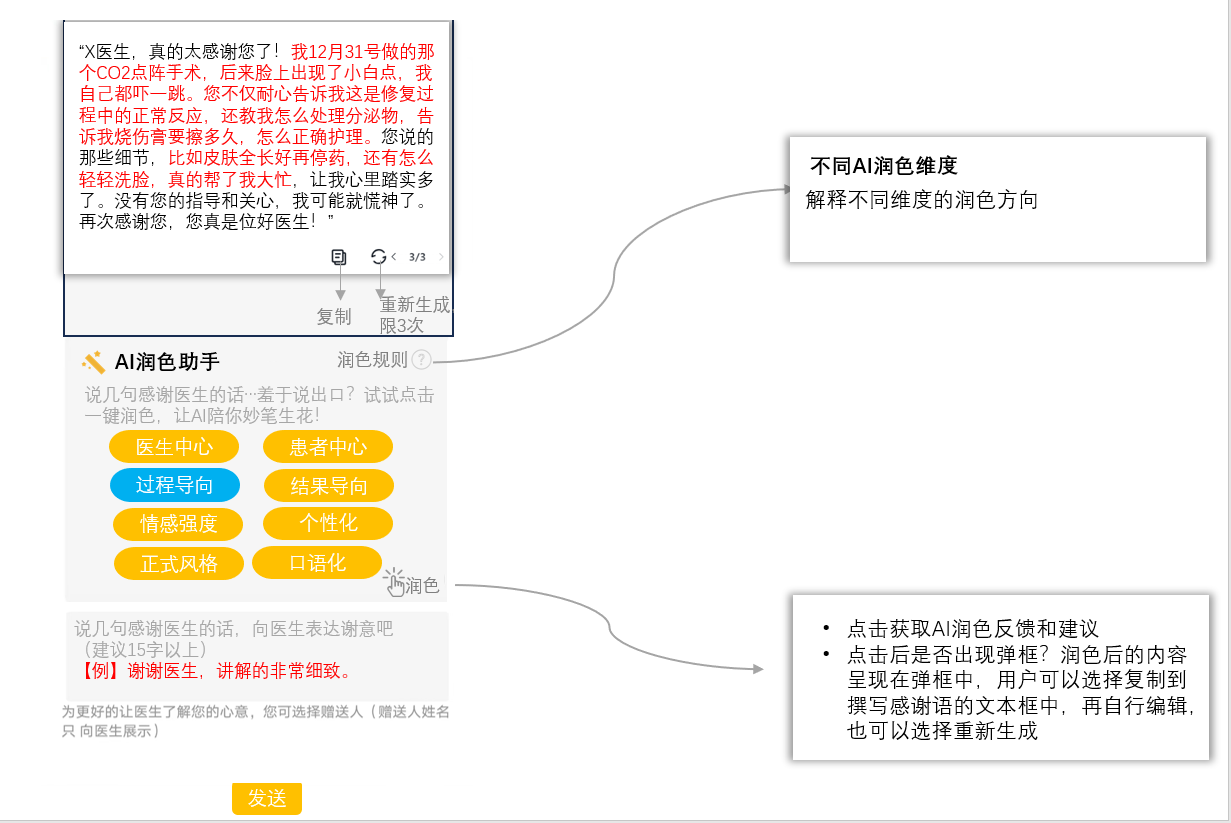 “X医生，真的太感谢您了！我12月31号做的那
个CO2点阵手术，后来脸上出现了小白点，我
自己都吓一跳。您不仅耐心告诉我这是修复过
程中的正常反应，还教我怎么处理分泌物，告
诉我烧伤膏要擦多久，怎么正确护理。您说的
那些细节，比如皮肤全长好再停药，还有怎么
轻轻洗脸，真的帮了我大忙，让我心里踏实多
了。没有您的指导和关心，我可能就慌神了。
再次感谢您，您真是位好医生！”
3/3
复制
重新生成，
限3次
AI润色助手
润色规则 ?
说几句感谢医生的话…羞于说出口？试试点击
一键润色，让AI陪你妙笔生花！
医生中心 患者中心
过程导向 结果导向
情感强度 个性化
正式风格 口语化
润色
说几句感谢医生的话，向医生表达谢意吧
（建议15字以上）
【例】谢谢医生，讲解的非常细致。
为更好的让医生了解您的心意，您可选择赠送人（赠送人姓名
只 向医生展示）
发送
不同AI润色维度
解释不同维度的润色方向
• 点击获取AI润色反馈和建议
• 点击后是否出现弹框？润色后的内容
呈现在弹框中，用户可以选择复制到
撰写感谢语的文本框中，再自行编辑，
也可以选择重新生成